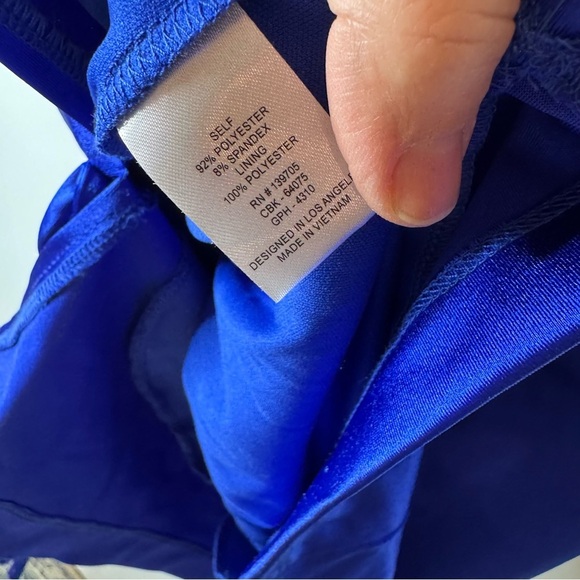 SELF
92% POLYESTER
8% SPANDEX
LINING
100% POLYESTER
RN # 139705
CBK - 64075
GPH - 4310
DESIGNED IN LOS ANGELES
MADE IN VIETNAM